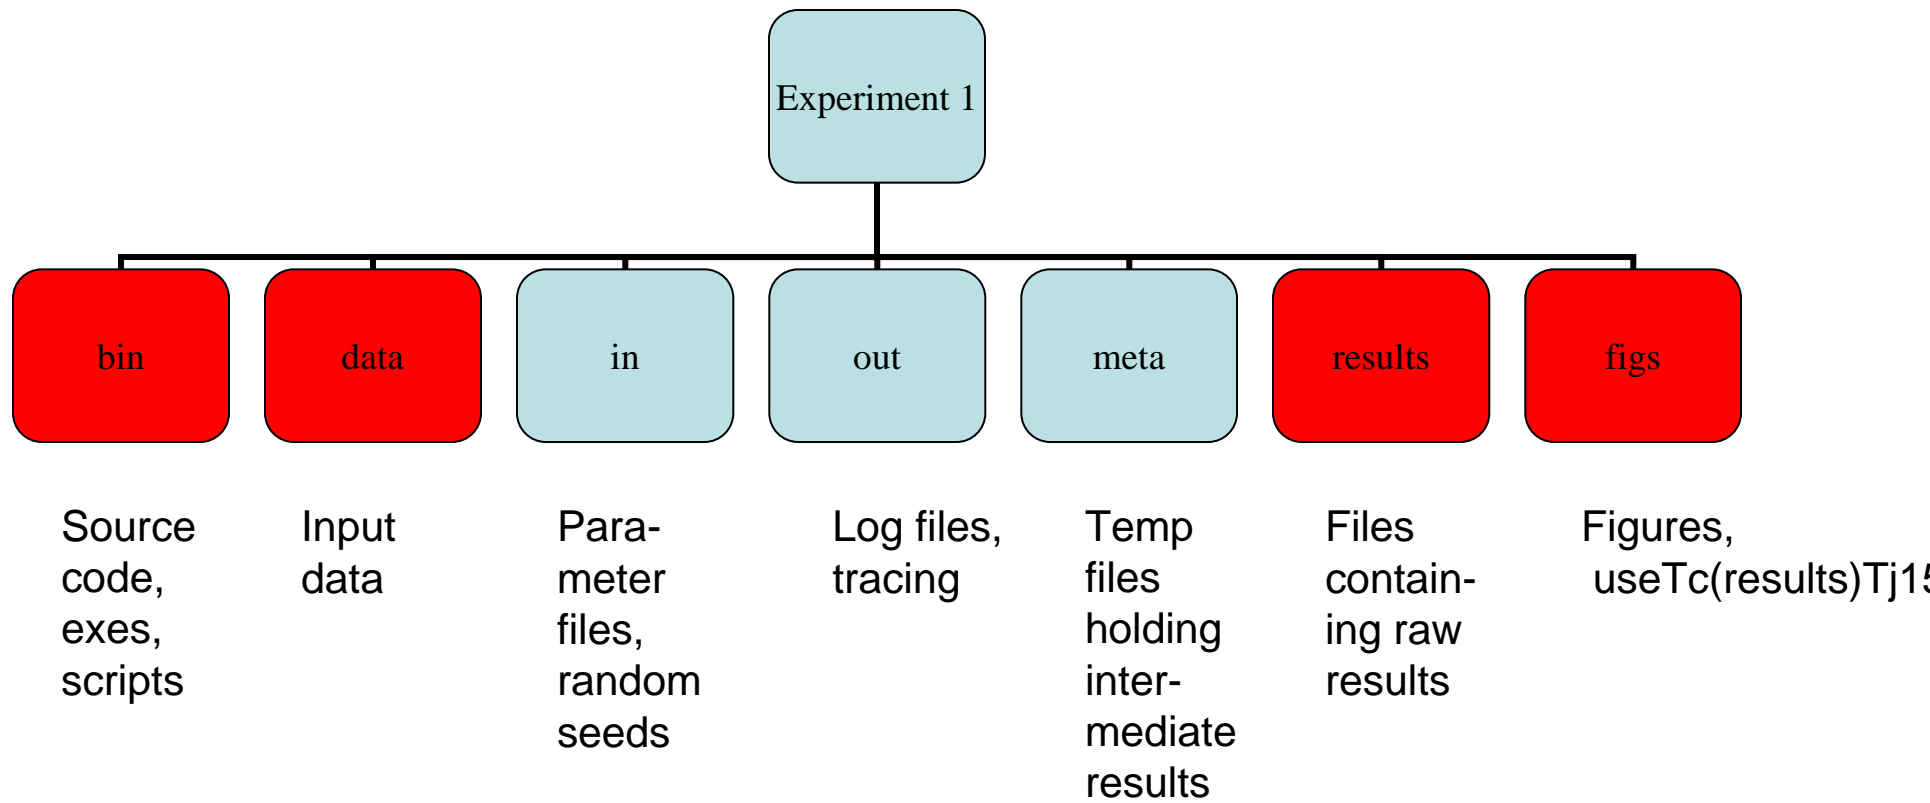 Experiment 1
bin
data
in
out
meta
results
figs
Source
code,
exes,
scripts
Input
data
Para-
meter
files,
random
seeds
Log files,
tracing
Temp
files
holding
inter-
mediate
results
Files
contain-
ing raw
results
Figures,
useTc(results)Tj15